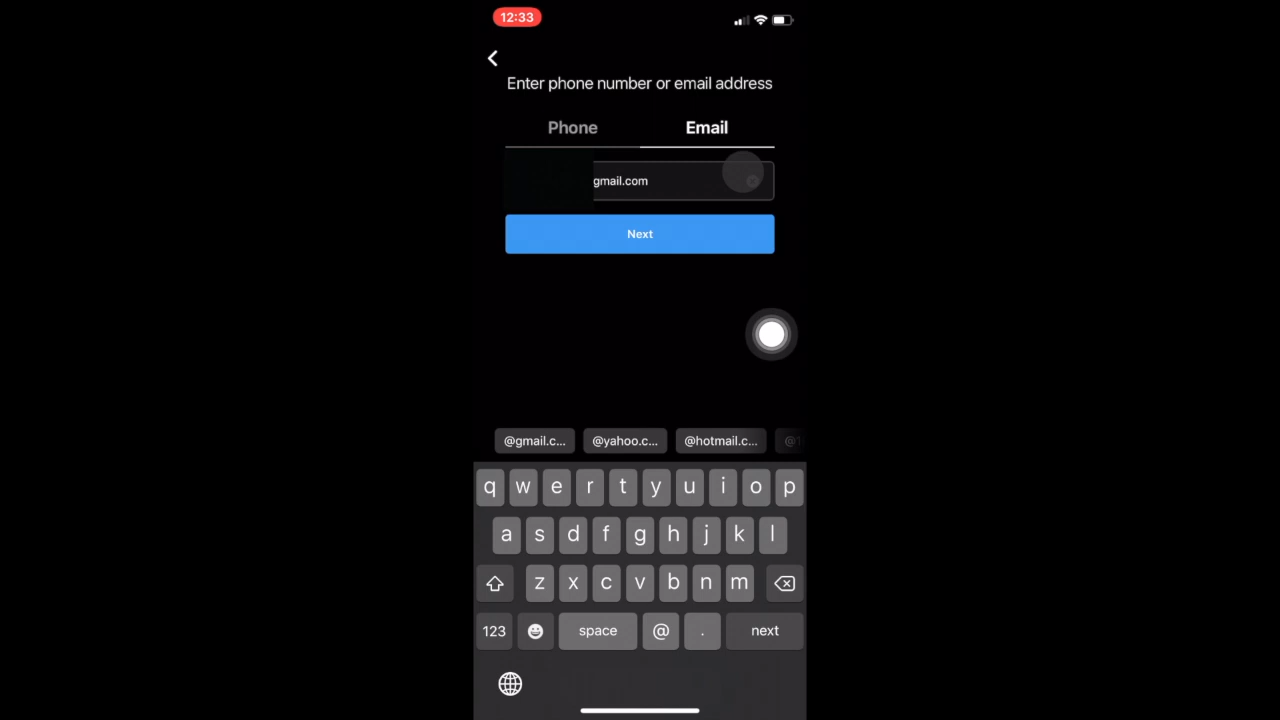 12:33
Enter phone number or email address
Phone Email
gmail.com
Next
@gmail.c... @yahoo.c... @hotmail.c...
q w e r t y u i o p
a s d f g h j k l
z x c v b n m
123 space @ . next